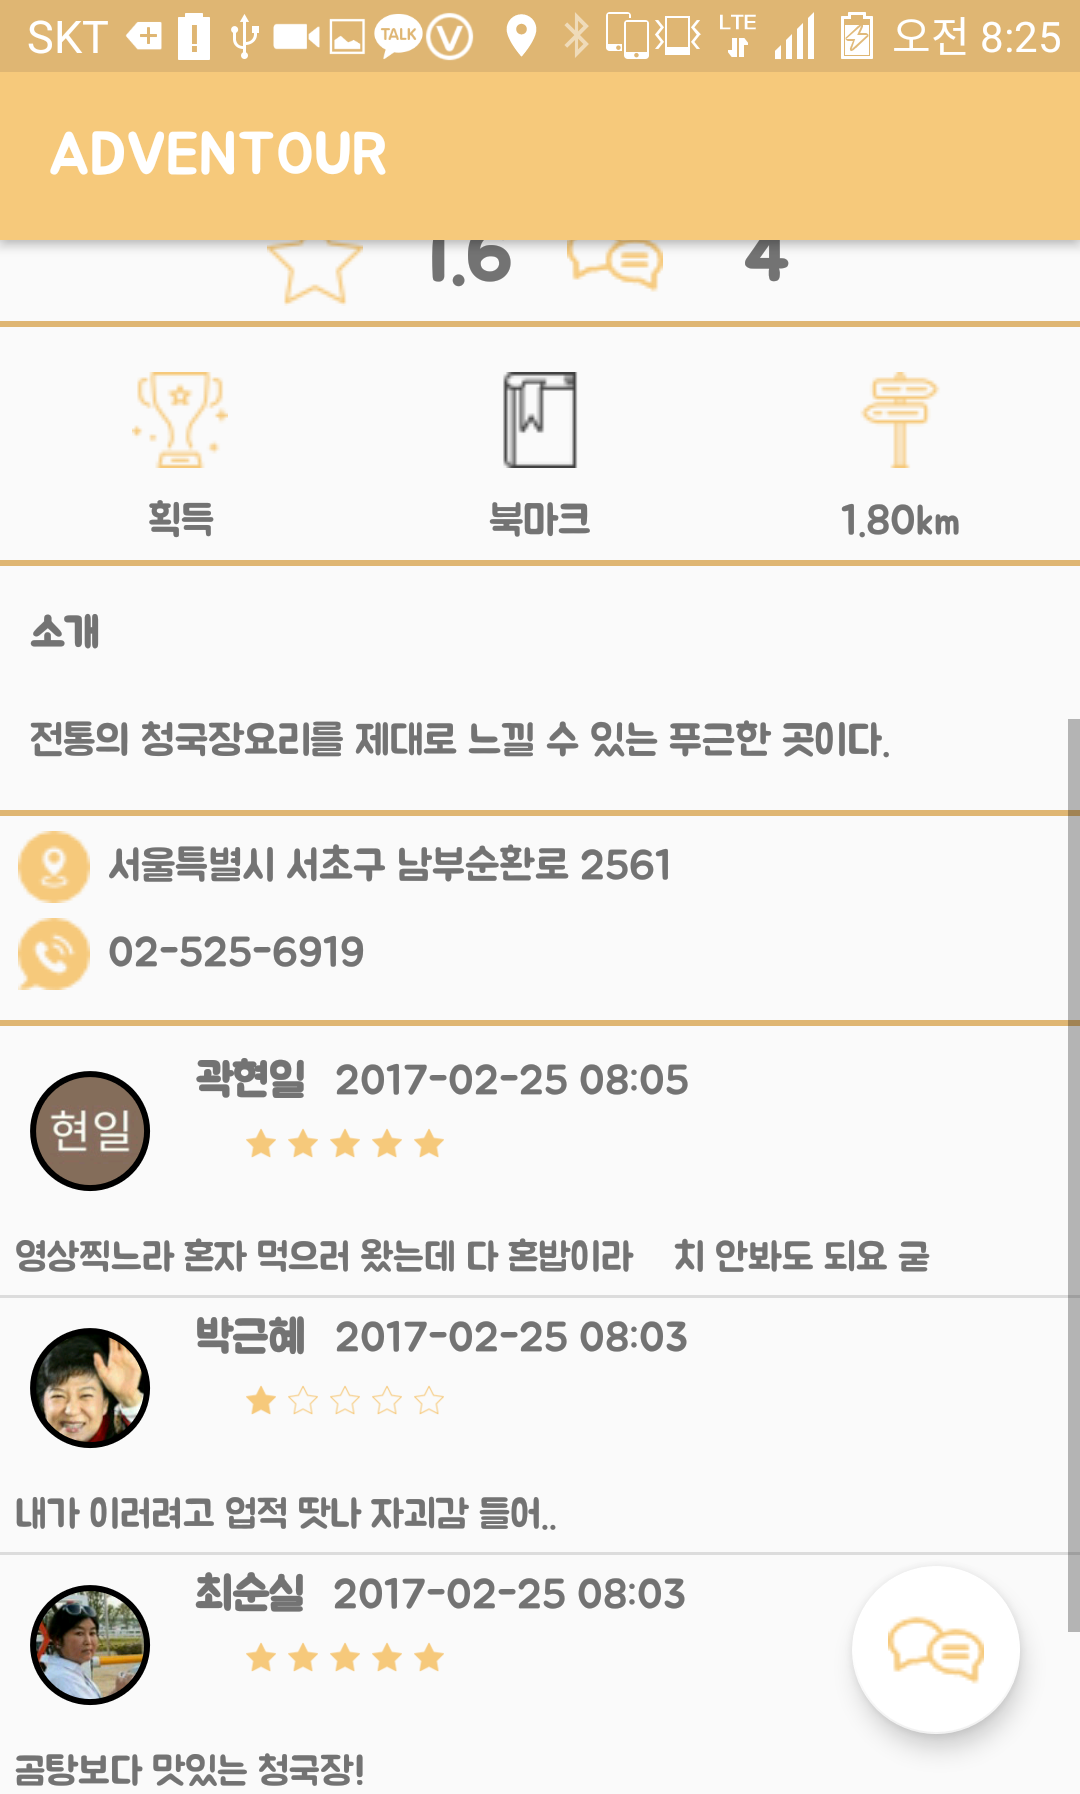 SKT TALK V LTE 오전 8:25
ADVENTOUR
1.6 4
획득 북마크 1.80km
소개
전통의 청국장요리를 제대로 느낄 수 있는 푸근한 곳이다.
서울특별시 서초구 남부순환로 2561
02-525-6919
곽현일 2017-02-25 08:05
현일
영상찍느라 혼자 먹으러 왔는데 다 혼밥이라 치 안봐도 되요 굳
박근혜 2017-02-25 08:03
내가 이러려고 업적 땃나 자괴감 들어..
최순실 2017-02-25 08:03
곰탕보다 맛있는 청국장!